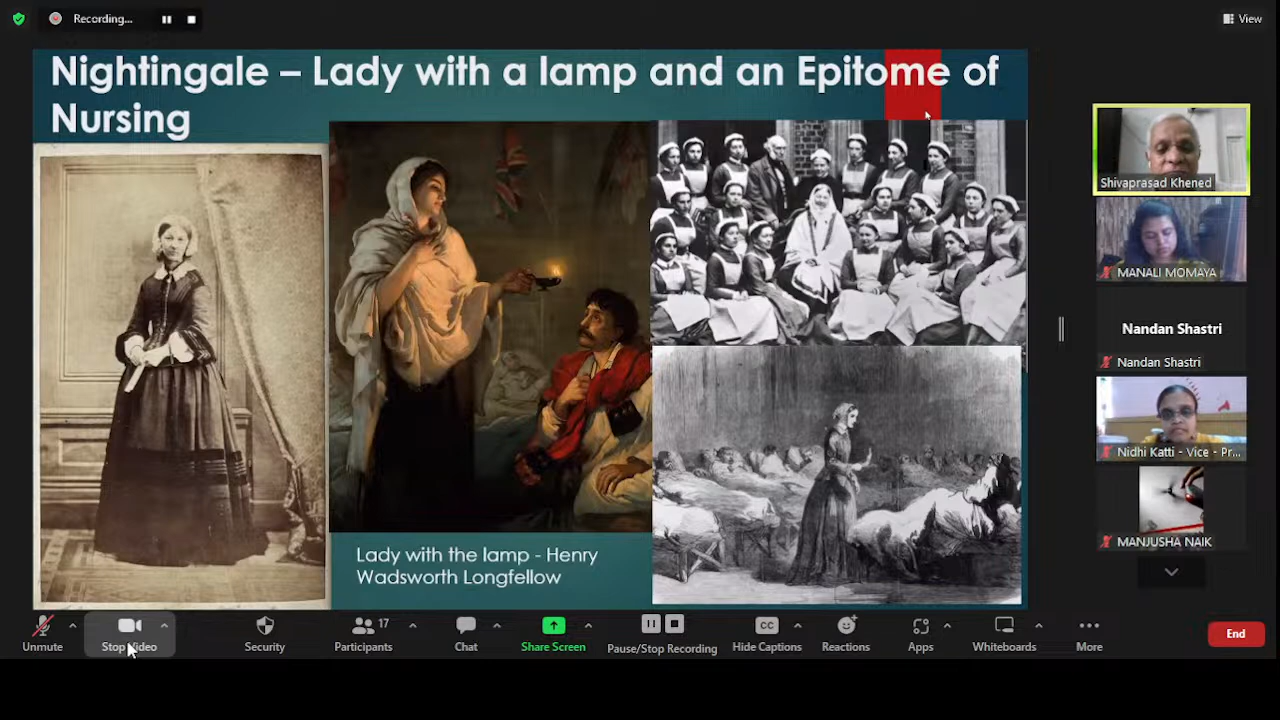 Recording...
View
Nightingale – Lady with a lamp and an Epitome of
Nursing
Lady with the lamp - Henry
Wadsworth Longfellow
Shivaprasad Khened
MANALI MOMAYA
Nandan Shastri
Nandan Shastri
Nidhi Katti - Vice - Pr...
MANJUSHA NAIK
Unmute
Stop Video
Security
Participants
17
Chat
Share Screen
Pause/Stop Recording
CC
Hide Captions
Reactions
Apps
Whiteboards
More
End